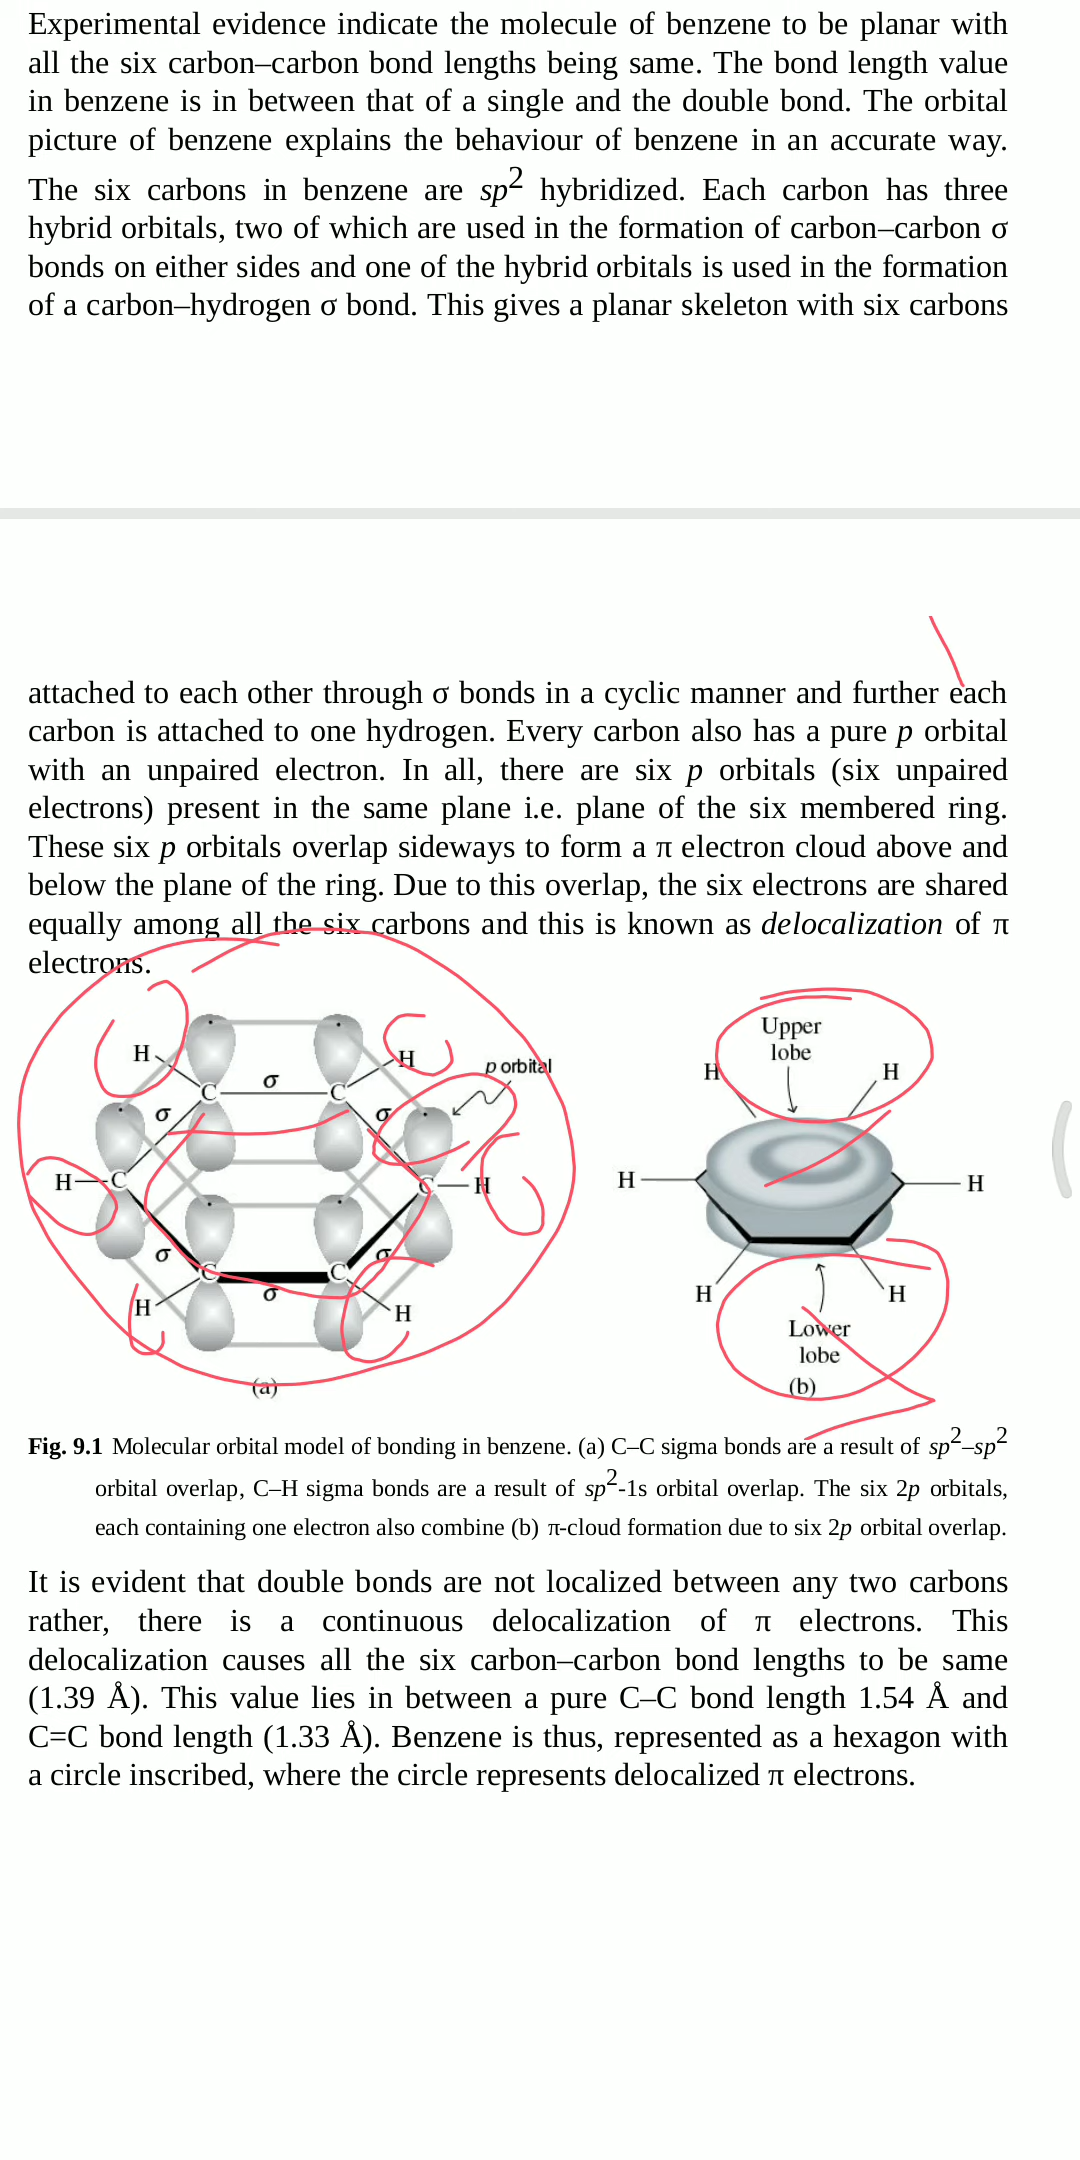 Experimental evidence indicate the molecule of benzene to be planar with
all the six carbon–carbon bond lengths being same. The bond length value
in benzene is in between that of a single and the double bond. The orbital
picture of benzene explains the behaviour of benzene in an accurate way.
The six carbons in benzene are sp² hybridized. Each carbon has three
hybrid orbitals, two of which are used in the formation of carbon–carbon σ
bonds on either sides and one of the hybrid orbitals is used in the formation
of a carbon–hydrogen σ bond. This gives a planar skeleton with six carbons
attached to each other through σ bonds in a cyclic manner and further each
carbon is attached to one hydrogen. Every carbon also has a pure p orbital
with an unpaired electron. In all, there are six p orbitals (six unpaired
electrons) present in the same plane i.e. plane of the six membered ring.
These six p orbitals overlap sideways to form a π electron cloud above and
below the plane of the ring. Due to this overlap, the six electrons are shared
equally among all the six carbons and this is known as delocalization of π
electrons.
H H p orbital
C σ C
σ σ
H C C H
σ σ
C σ C
H H
(a)
Upper
lobe
H H
H H
H H
Lower
lobe
(b)
Fig. 9.1 Molecular orbital model of bonding in benzene. (a) C–C sigma bonds are a result of sp²–sp²
orbital overlap, C–H sigma bonds are a result of sp²-1s orbital overlap. The six 2p orbitals,
each containing one electron also combine (b) π-cloud formation due to six 2p orbital overlap.
It is evident that double bonds are not localized between any two carbons
rather, there is a continuous delocalization of π electrons. This
delocalization causes all the six carbon–carbon bond lengths to be same
(1.39 Å). This value lies in between a pure C–C bond length 1.54 Å and
C=C bond length (1.33 Å). Benzene is thus, represented as a hexagon with
a circle inscribed, where the circle represents delocalized π electrons.